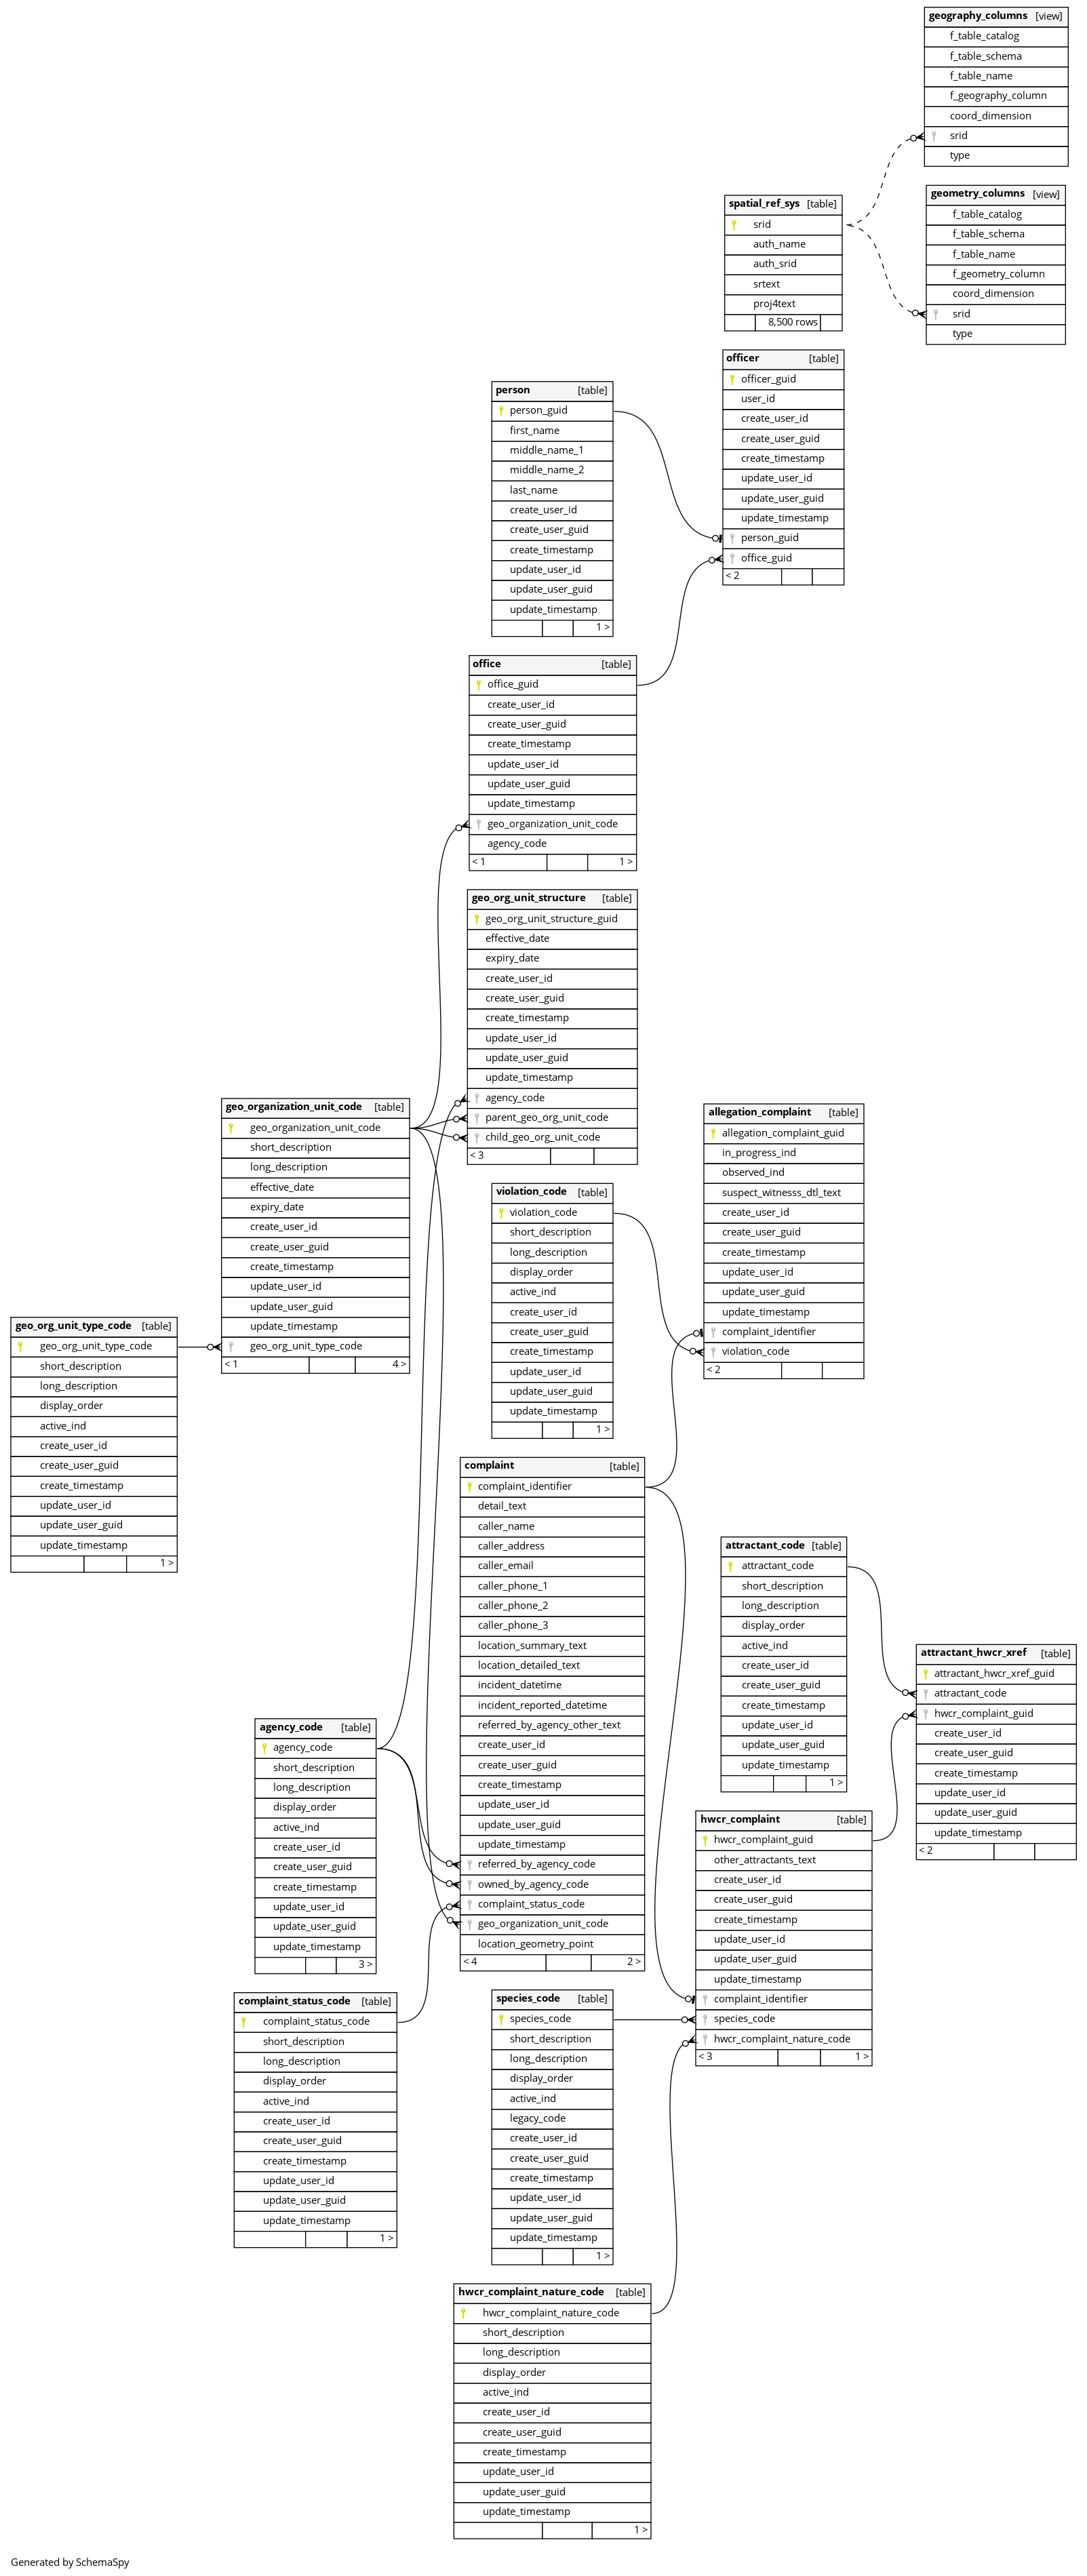 geography_columns [view]
f_table_catalog
f_table_schema
f_table_name
f_geography_column
coord_dimension
srid
type
geometry_columns [view]
f_table_catalog
f_table_schema
f_table_name
f_geometry_column
coord_dimension
srid
type
spatial_ref_sys [table]
srid
auth_name
auth_srid
srtext
proj4text
8,500 rows
officer [table]
officer_guid
user_id
create_user_id
create_user_guid
create_timestamp
update_user_id
update_user_guid
update_timestamp
person_guid
office_guid
< 2
person [table]
person_guid
first_name
middle_name_1
middle_name_2
last_name
create_user_id
create_user_guid
create_timestamp
update_user_id
update_user_guid
update_timestamp
1 >
office [table]
office_guid
create_user_id
create_user_guid
create_timestamp
update_user_id
update_user_guid
update_timestamp
geo_organization_unit_code
agency_code
< 1 1 >
geo_org_unit_structure [table]
geo_org_unit_structure_guid
effective_date
expiry_date
create_user_id
create_user_guid
create_timestamp
update_user_id
update_user_guid
update_timestamp
agency_code
parent_geo_org_unit_code
child_geo_org_unit_code
< 3
geo_organization_unit_code [table]
geo_organization_unit_code
short_description
long_description
effective_date
expiry_date
create_user_id
create_user_guid
create_timestamp
update_user_id
update_user_guid
update_timestamp
geo_org_unit_type_code
< 1 4 >
allegation_complaint [table]
allegation_complaint_guid
in_progress_ind
observed_ind
suspect_witnesss_dtl_text
create_user_id
create_user_guid
create_timestamp
update_user_id
update_user_guid
update_timestamp
complaint_identifier
violation_code
< 2
violation_code [table]
violation_code
short_description
long_description
display_order
active_ind
create_user_id
create_user_guid
create_timestamp
update_user_id
update_user_guid
update_timestamp
1 >
geo_org_unit_type_code [table]
geo_org_unit_type_code
short_description
long_description
display_order
active_ind
create_user_id
create_user_guid
create_timestamp
update_user_id
update_user_guid
update_timestamp
1 >
complaint [table]
complaint_identifier
detail_text
caller_name
caller_address
caller_email
caller_phone_1
caller_phone_2
caller_phone_3
location_summary_text
location_detailed_text
incident_datetime
incident_reported_datetime
referred_by_agency_other_text
create_user_id
create_user_guid
create_timestamp
update_user_id
update_user_guid
update_timestamp
referred_by_agency_code
owned_by_agency_code
complaint_status_code
geo_organization_unit_code
location_geometry_point
< 4 2 >
attractant_code [table]
attractant_code
short_description
long_description
display_order
active_ind
create_user_id
create_user_guid
create_timestamp
update_user_id
update_user_guid
update_timestamp
1 >
attractant_hwcr_xref [table]
attractant_hwcr_xref_guid
attractant_code
hwcr_complaint_guid
create_user_id
create_user_guid
create_timestamp
update_user_id
update_user_guid
update_timestamp
< 2
agency_code [table]
agency_code
short_description
long_description
display_order
active_ind
create_user_id
create_user_guid
create_timestamp
update_user_id
update_user_guid
update_timestamp
3 >
hwcr_complaint [table]
hwcr_complaint_guid
other_attractants_text
create_user_id
create_user_guid
create_timestamp
update_user_id
update_user_guid
update_timestamp
complaint_identifier
species_code
hwcr_complaint_nature_code
< 3 1 >
complaint_status_code [table]
complaint_status_code
short_description
long_description
display_order
active_ind
create_user_id
create_user_guid
create_timestamp
update_user_id
update_user_guid
update_timestamp
1 >
species_code [table]
species_code
short_description
long_description
display_order
active_ind
legacy_code
create_user_id
create_user_guid
create_timestamp
update_user_id
update_user_guid
update_timestamp
1 >
hwcr_complaint_nature_code [table]
hwcr_complaint_nature_code
short_description
long_description
display_order
active_ind
create_user_id
create_user_guid
create_timestamp
update_user_id
update_user_guid
update_timestamp
1 >
Generated by SchemaSpy